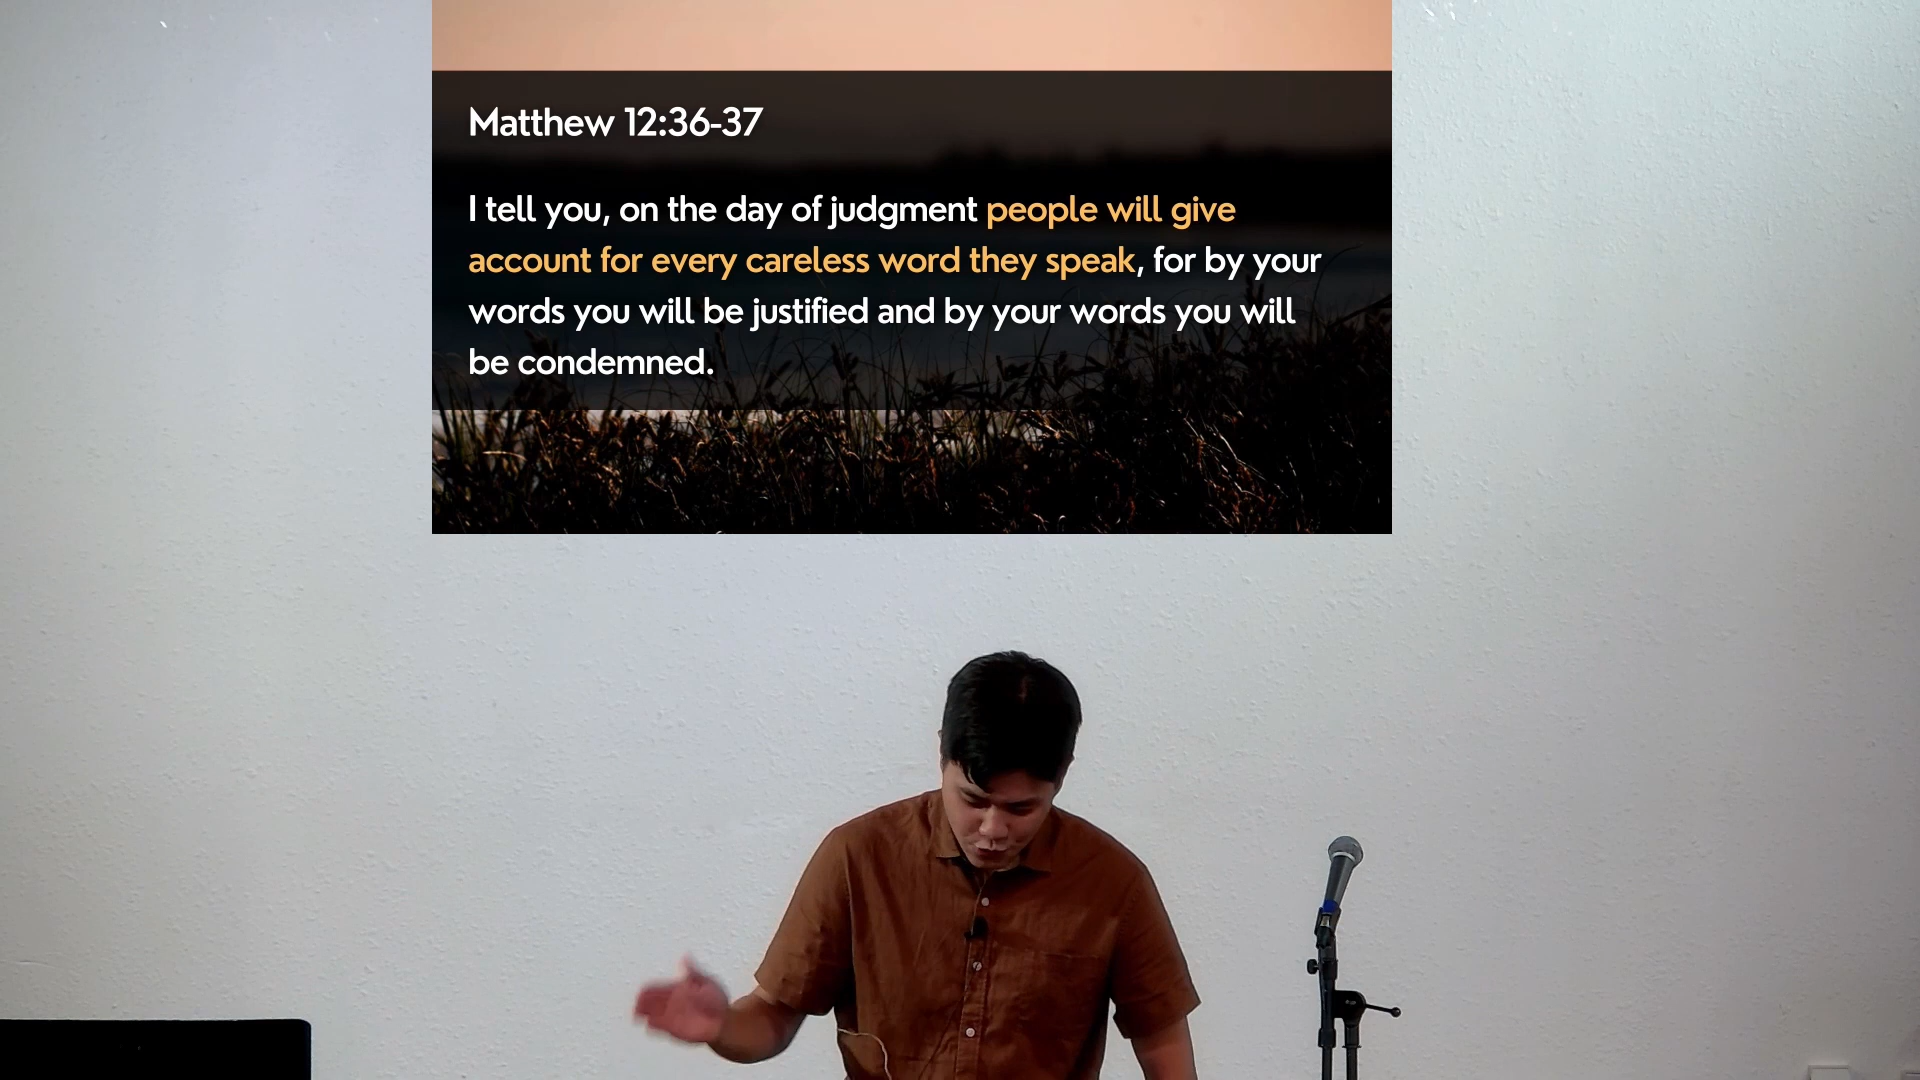 Matthew 12:36-37
I tell you, on the day of judgment people will give
account for every careless word they speak, for by your
words you will be justified and by your words you will
be condemned.